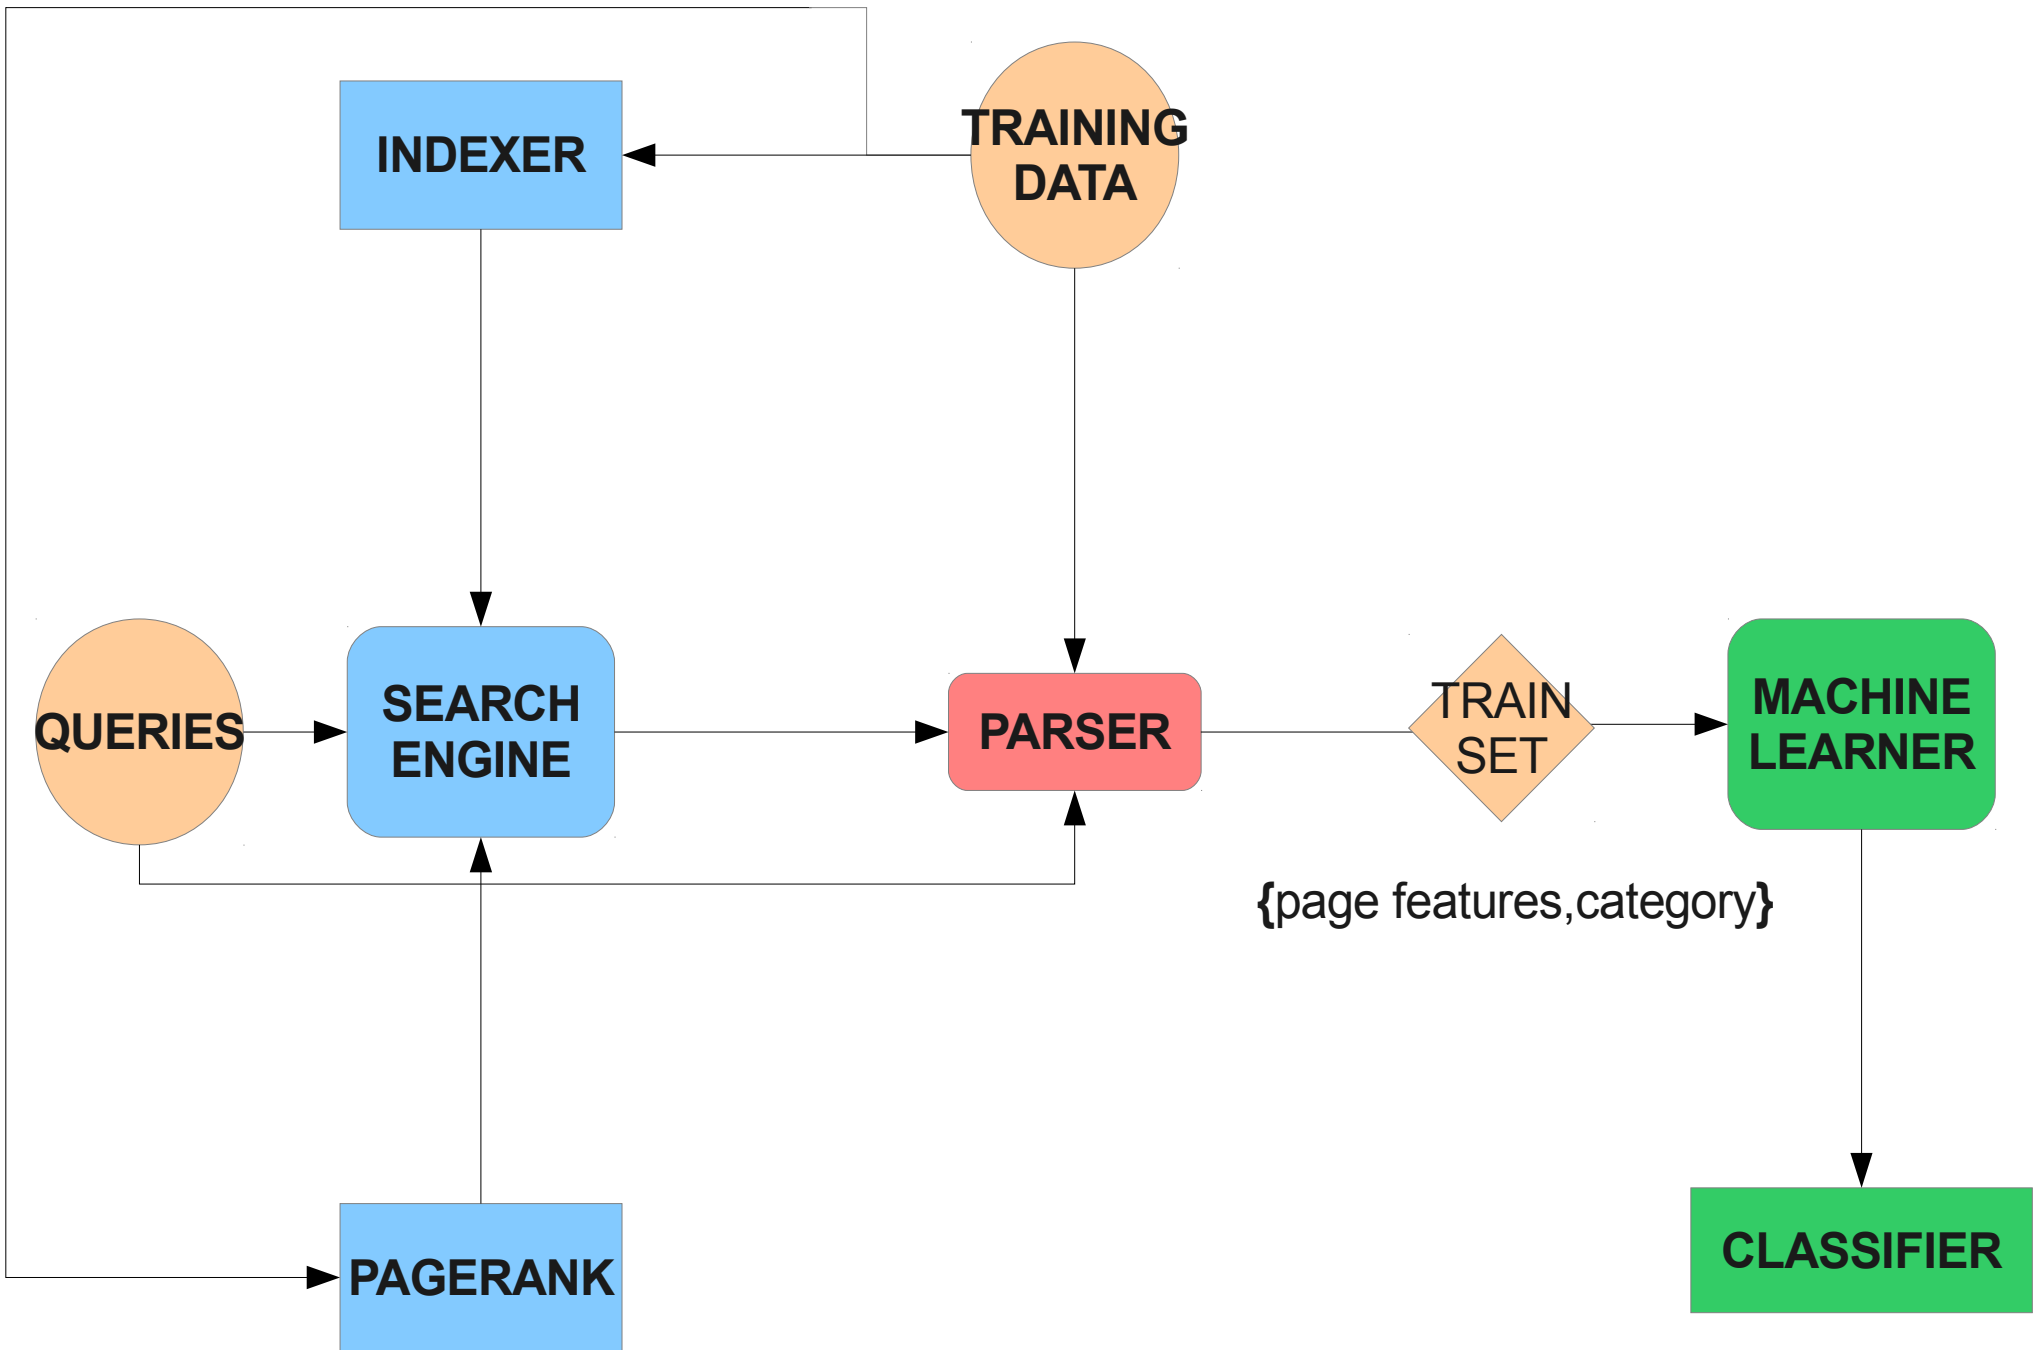 TRAINING
DATA
INDEXER
QUERIES
SEARCH
ENGINE
PARSER
TRAIN
SET
MACHINE
LEARNER
{page features,category}
PAGERANK
CLASSIFIER